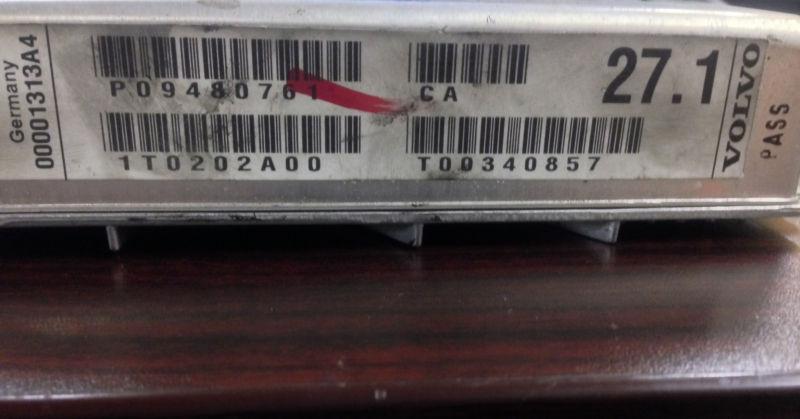 Germany
00001313A4
P09480761
CA
27.1
1T0202A00
T00340857
VOLVO
PASS